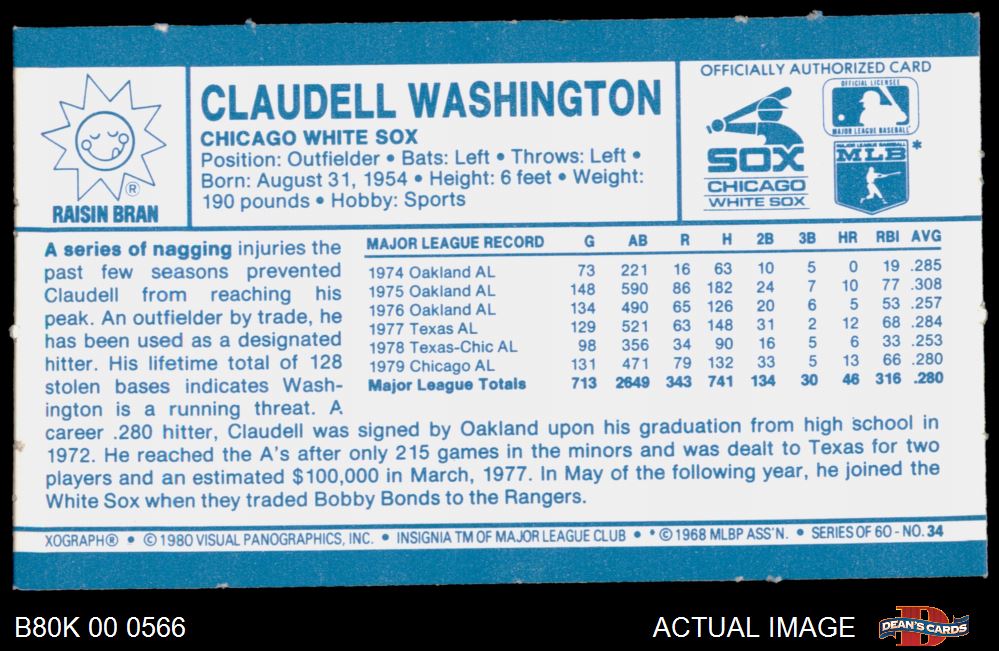 RAISIN BRAN
®
CLAUDELL WASHINGTON
CHICAGO WHITE SOX
Position: Outfielder • Bats: Left • Throws: Left •
Born: August 31, 1954 • Height: 6 feet • Weight:
190 pounds • Hobby: Sports
OFFICIALLY AUTHORIZED CARD
SOX
CHICAGO
WHITE SOX
OFFICIAL LICENSEE
MAJOR LEAGUE BASEBALL
MAJOR LEAGUE BASEBALL
MLB *
A series of nagging injuries the
past few seasons prevented
Claudell from reaching his
peak. An outfielder by trade, he
has been used as a designated
hitter. His lifetime total of 128
stolen bases indicates Wash-
ington is a running threat. A
career .280 hitter, Claudell was signed by Oakland upon his graduation from high school in
1972. He reached the A's after only 215 games in the minors and was dealt to Texas for two
players and an estimated $100,000 in March, 1977. In May of the following year, he joined the
White Sox when they traded Bobby Bonds to the Rangers.
MAJOR LEAGUE RECORD G AB R H 2B 3B HR RBI AVG
1974 Oakland AL 73 221 16 63 10 5 0 19 .285
1975 Oakland AL 148 590 86 182 24 7 10 77 .308
1976 Oakland AL 134 490 65 126 20 6 5 53 .257
1977 Texas AL 129 521 63 148 31 2 12 68 .284
1978 Texas-Chic AL 98 356 34 90 16 5 6 33 .253
1979 Chicago AL 131 471 79 132 33 5 13 66 .280
Major League Totals 713 2649 343 741 134 30 46 316 .280
XOGRAPH® • © 1980 VISUAL PANOGRAPHICS, INC. • INSIGNIA TM OF MAJOR LEAGUE CLUB • * © 1968 MLBP ASS'N. • SERIES OF 60 - NO. 34
B80K 00 0566
ACTUAL IMAGE
DEAN'S CARDS